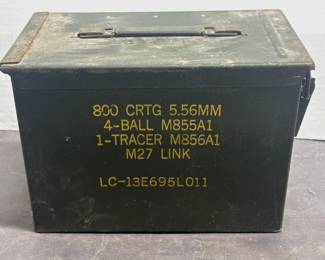 800 CRTG 5.56MM
4-BALL M855A1
1-TRACER M856A1
M27 LINK
LC-13E695L011